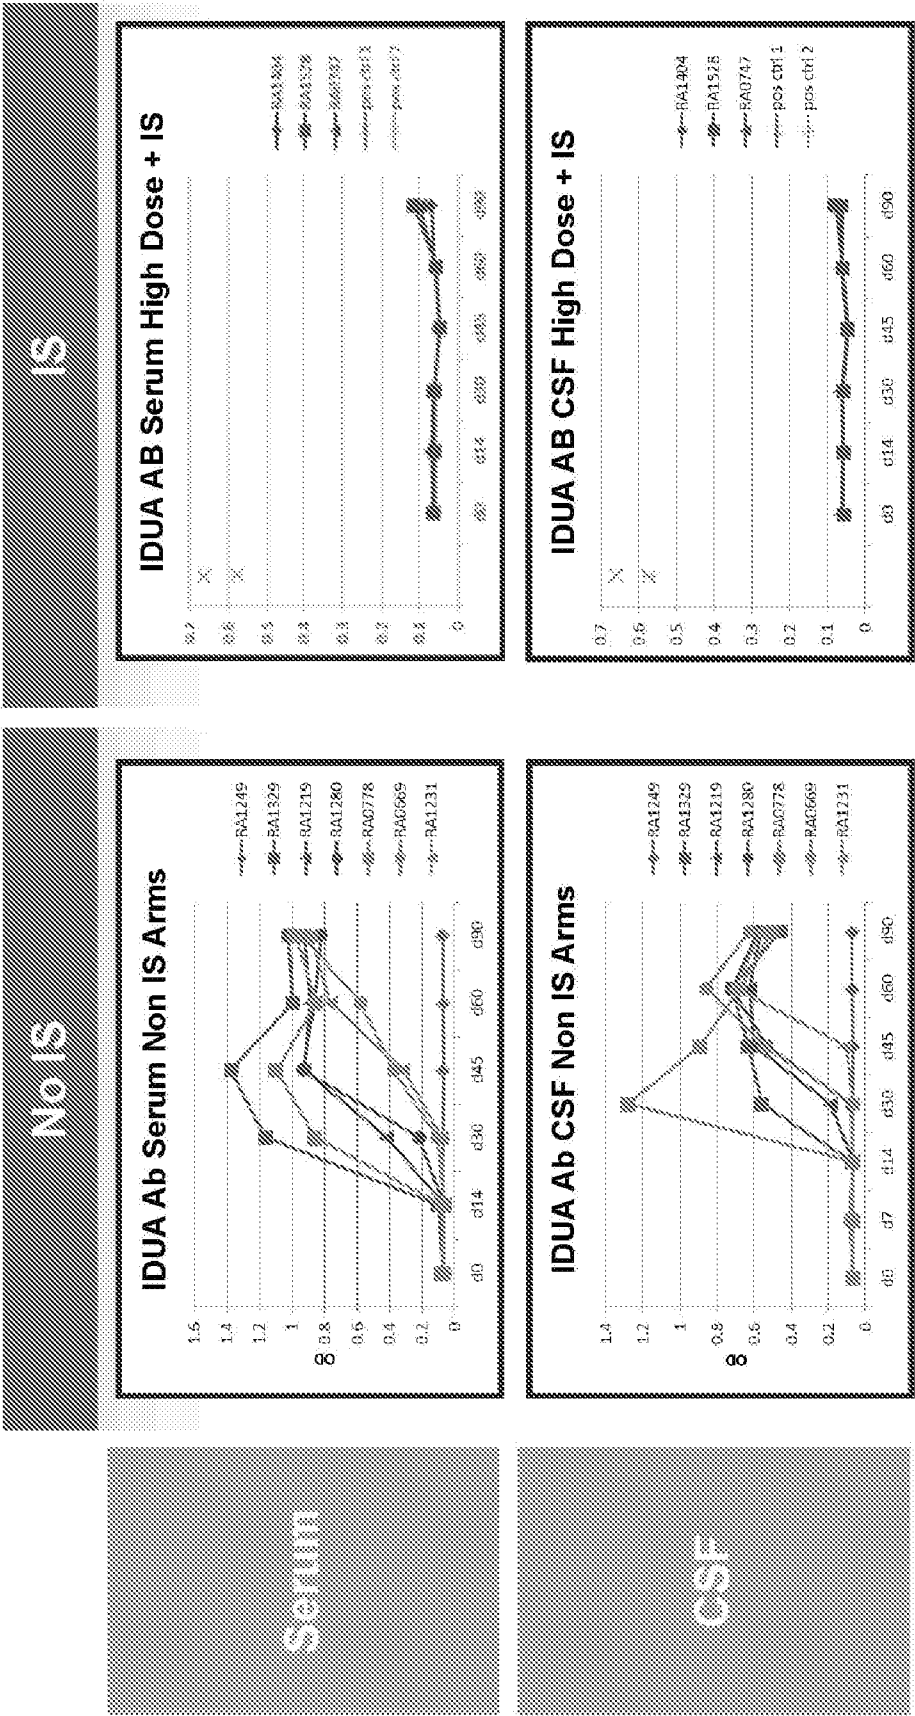 No IS
IS
Serum
IDUA Ab Serum Non IS Arms
OD
1.4
1.2
1
0.8
0.6
0.4
0.2
0
d0
d14
d30
d45
d60
d90
RA1249
RA1329
RA1219
RA1280
RA0778
RA0669
RA1231
IDUA AB Serum High Dose + IS
0.6
0
d14
d60
CSF
IDUA Ab CSF Non IS Arms
OD
1.4
1.2
1
0.8
0.6
0.4
0.2
0
d0
d7
d14
d30
d45
d60
d90
RA1249
RA1329
RA1219
RA1280
RA0778
RA0669
RA1231
IDUA AB CSF High Dose + IS
0.7
0.6
0.5
0.4
0.3
0.2
0.1
0
d0
d14
d30
d45
d60
d90
RA1404
RA1528
RA0747
pos ctrl 1
pos ctrl 2